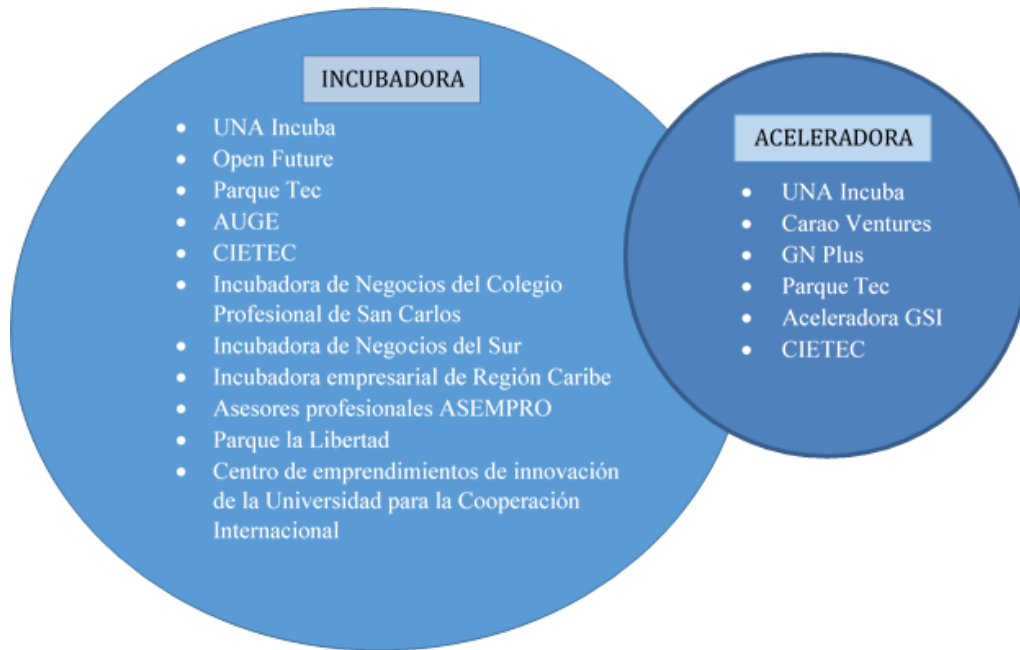 INCUBADORA
• UNA Incuba
• Open Future
• Parque Tec
• AUGE
• CIETEC
• Incubadora de Negocios del Colegio
Profesional de San Carlos
• Incubadora de Negocios del Sur
• Incubadora empresarial de Región Caribe
• Asesores profesionales ASEMPRO
• Parque la Libertad
• Centro de emprendimientos de innovación
de la Universidad para la Cooperación
Internacional
ACELERADORA
• UNA Incuba
• Carao Ventures
• GN Plus
• Parque Tec
• Aceleradora GSI
• CIETEC